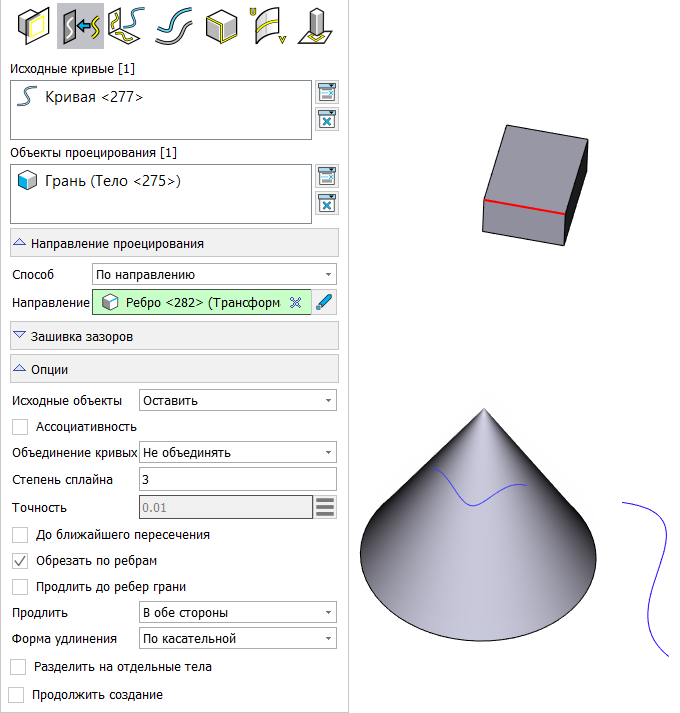 Исходные кривые [1]
Кривая <277>
Объекты проецирования [1]
Грань (Тело <275>)
Направление проецирования
Способ По направлению
Направление Ребро <282> (Трансформ
Зашивка зазоров
Опции
Исходные объекты Оставить
Ассоциативность
Объединение кривых Не объединять
Степень сплайна 3
Точность 0.01
До ближайшего пересечения
Обрезать по ребрам
Продлить до ребер грани
Продлить В обе стороны
Форма удлинения По касательной
Разделить на отдельные тела
Продолжить создание